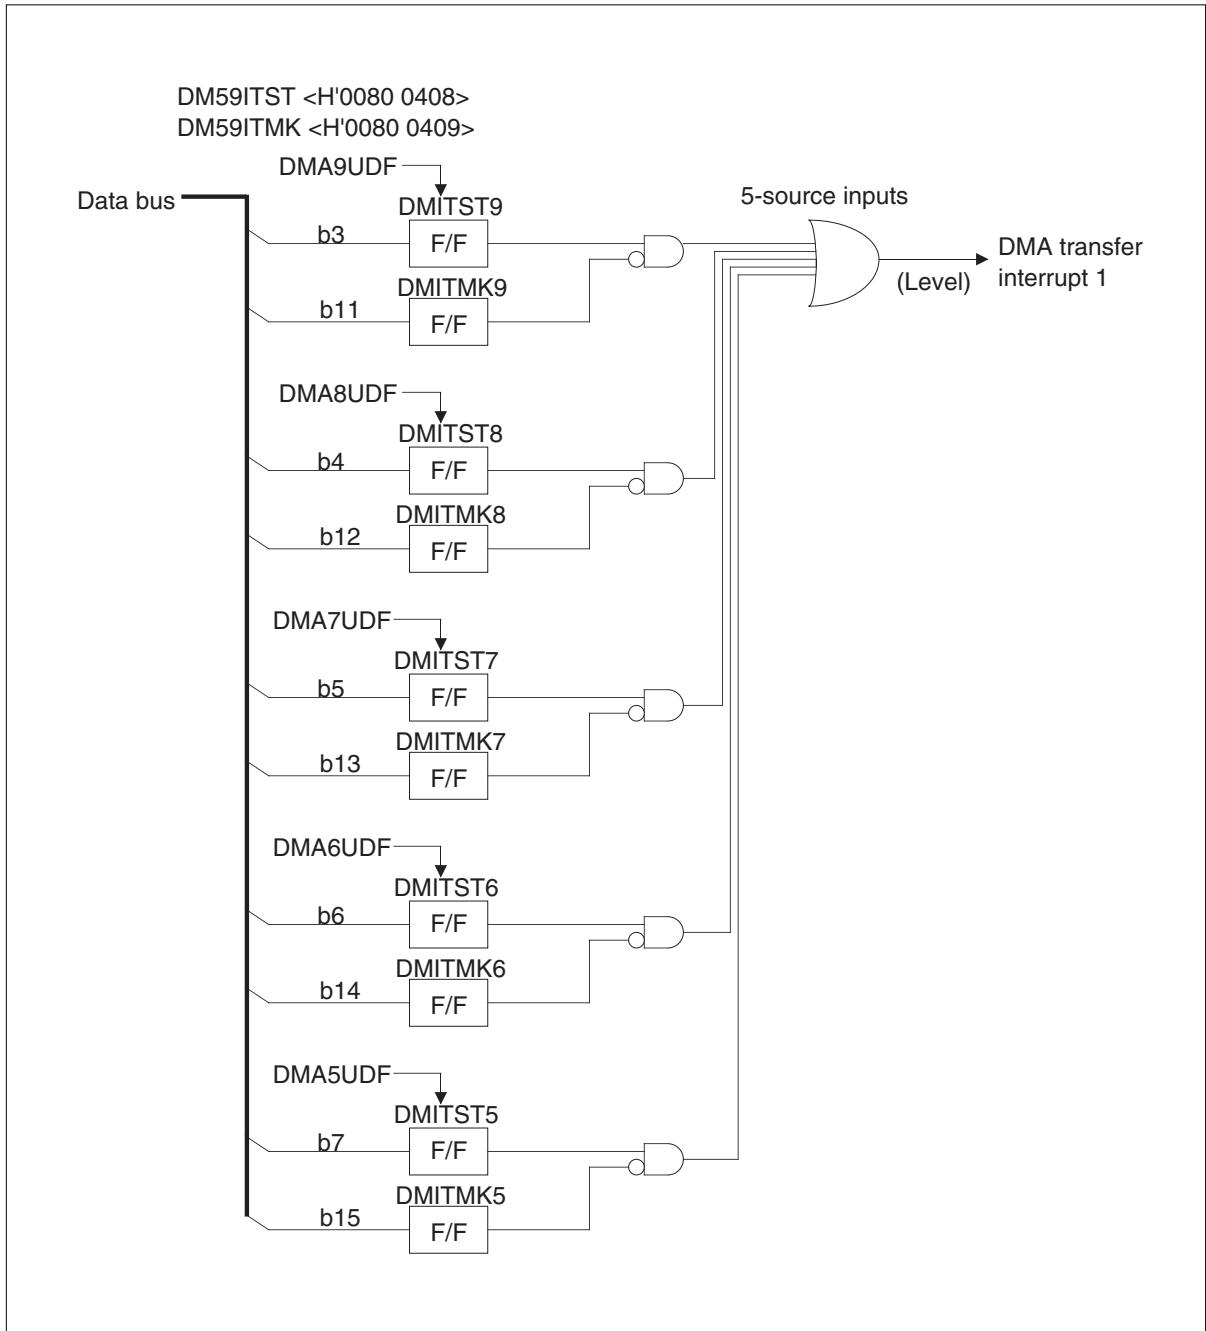 DM59ITST <H'0080 0408>
DM59ITMK <H'0080 0409>
DMA9UDF
Data bus
DMITST9
5-source inputs
b3
F/F
DMA transfer
interrupt 1
(Level)
DMITMK9
b11
F/F
DMA8UDF
DMITST8
b4
F/F
DMITMK8
b12
F/F
DMA7UDF
DMITST7
b5
F/F
DMITMK7
b13
F/F
DMA6UDF
DMITST6
b6
F/F
DMITMK6
b14
F/F
DMA5UDF
DMITST5
b7
F/F
DMITMK5
b15
F/F